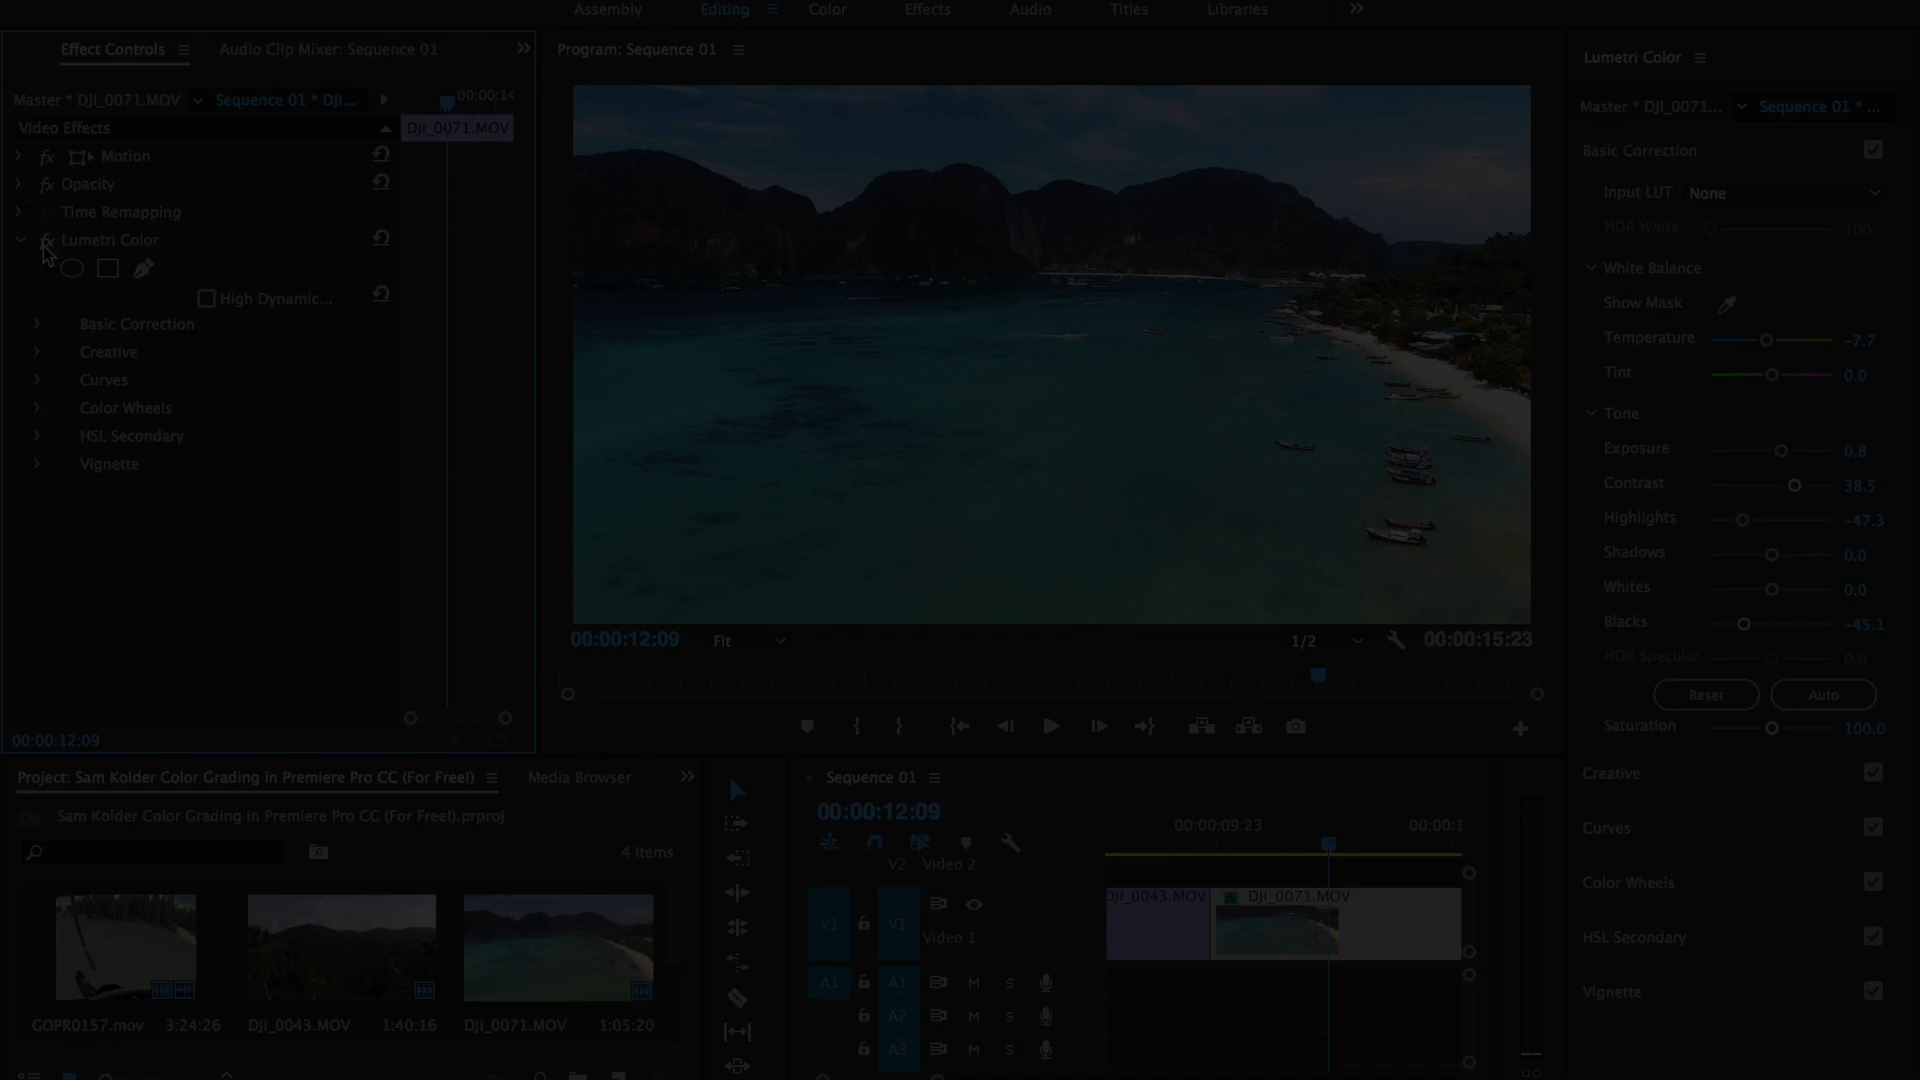 Assembly Editing Color Effects Audio Titles Libraries
Effect Controls Audio Clip Mixer: Sequence 01
Master * DJI_0071.MOV Sequence 01 * DJI... 00:00:14
Video Effects DJI_0071.MOV
fx Motion
fx Opacity
Time Remapping
fx Lumetri Color
High Dynamic...
Basic Correction
Creative
Curves
Color Wheels
HSL Secondary
Vignette
00:00:12:09
Program: Sequence 01
00:00:12:09 Fit 1/2 00:00:15:23
Lumetri Color
Master * DJI_0071... Sequence 01 * ...
Basic Correction
Input LUT None
HDR White 100
White Balance
Show Mask
Temperature -7.7
Tint 0.0
Tone
Exposure 0.8
Contrast 38.5
Highlights -47.3
Shadows 0.0
Whites 0.0
Blacks -45.1
HDR Specular 0.0
Reset Auto
Saturation 100.0
Creative
Curves
Color Wheels
HSL Secondary
Vignette
Project: Sam Kolder Color Grading in Premiere Pro CC (For Free!) Media Browser
Sam Kolder Color Grading in Premiere Pro CC (For Free!).prproj
4 Items
GOPR0157.mov 3:24:26 DJI_0043.MOV 1:40:16 DJI_0071.MOV 1:05:20
Sequence 01
00:00:12:09
00:00:09:23 00:00:1
V2 Video 2
DJI_0043.MOV fx DJI_0071.MOV
V1 V1
Video 1
A1 A1 M S
A2 M S
A3 M S